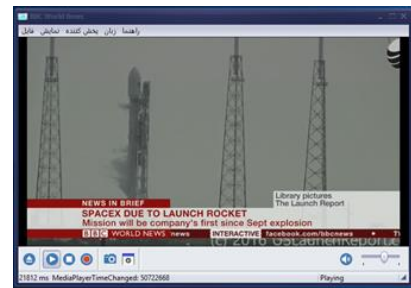 BBC World News
راهنما زبان پخش کننده نمایش فایل
Library pictures
The Launch Report
NEWS IN BRIEF
SPACEX DUE TO LAUNCH ROCKET
Mission will be company's first since Sept explosion
BBC WORLD NEWS 'news INTERACTIVE facebook.com/bbcnews
(c) 2016 USLaunchReport
21812 ms MediaPlayerTimeChanged: 50722668 Playing